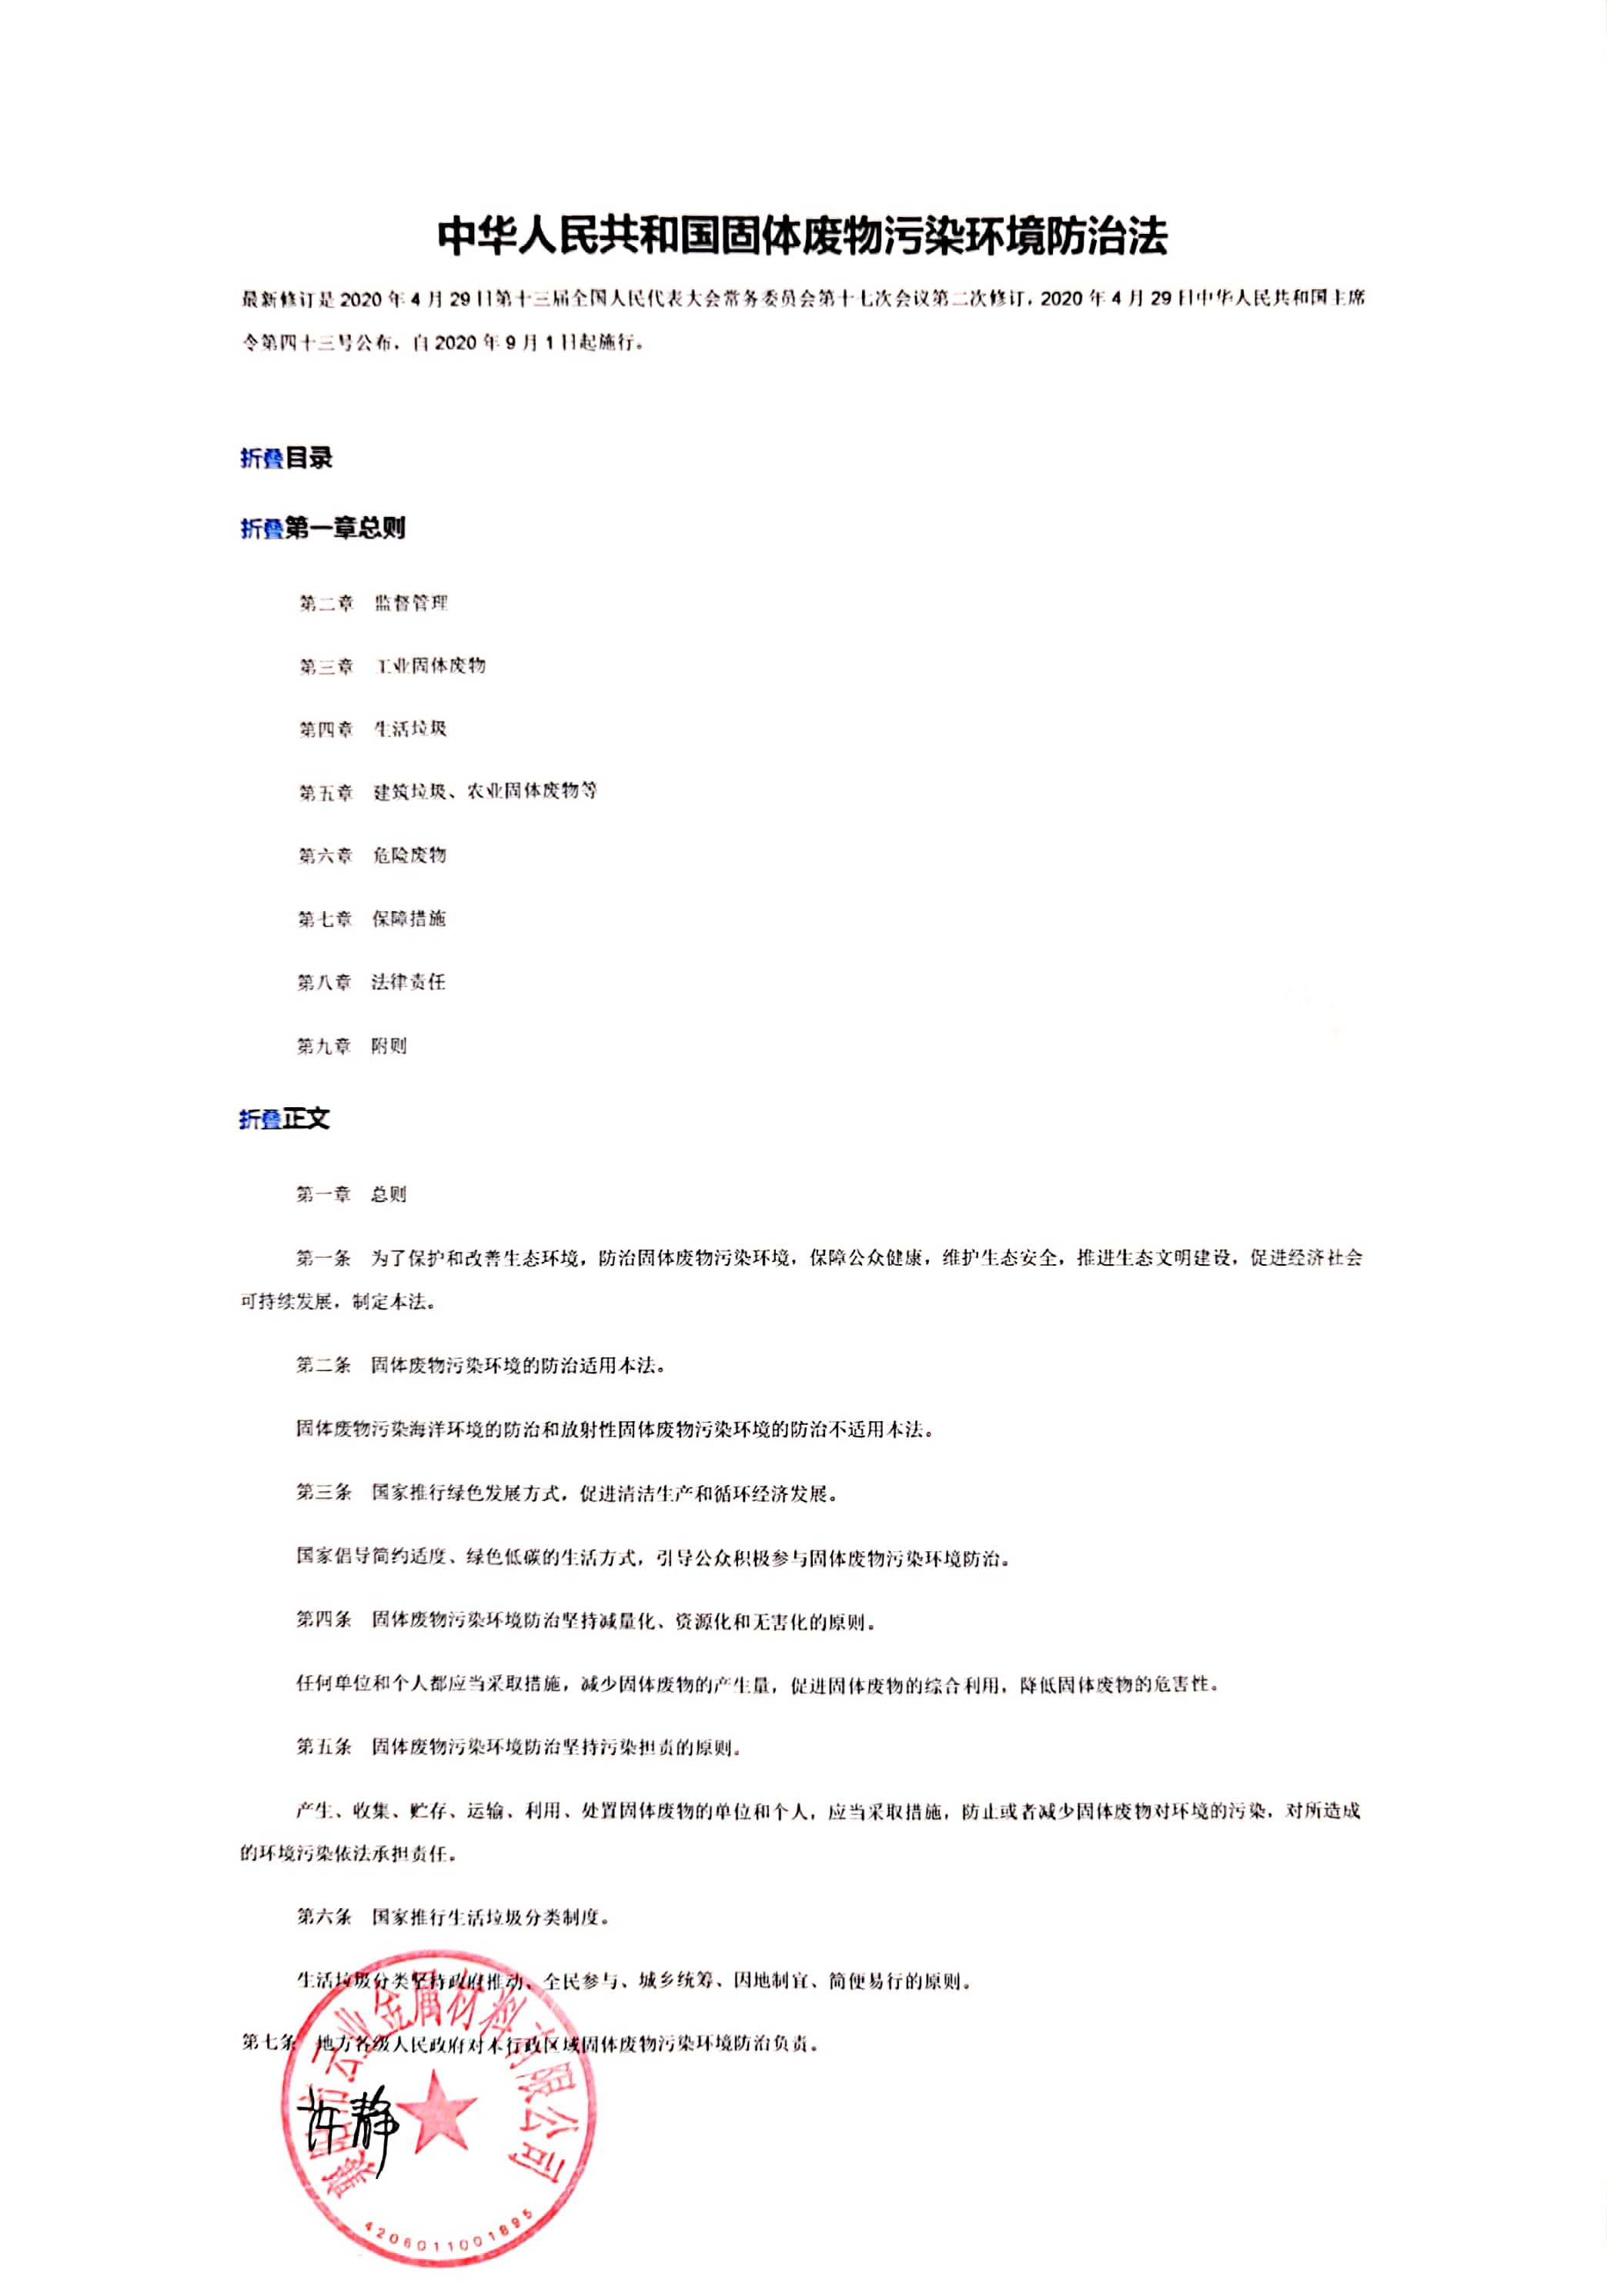 中华人民共和国固体废物污染环境防治法
最新修订是 2020 年 4 月 29 日第十三届全国人民代表大会常务委员会第十七次会议第二次修订，2020 年 4 月 29 日中华人民共和国主席
令第四十三号公布，自 2020 年 9 月 1 日起施行。
折叠目录
折叠第一章总则
第二章　监督管理
第三章　工业固体废物
第四章　生活垃圾
第五章　建筑垃圾、农业固体废物等
第六章　危险废物
第七章　保障措施
第八章　法律责任
第九章　附则
折叠正文
第一章　总则
第一条　为了保护和改善生态环境，防治固体废物污染环境，保障公众健康，维护生态安全，推进生态文明建设，促进经济社会
可持续发展，制定本法。
第二条　固体废物污染环境的防治适用本法。
固体废物污染海洋环境的防治和放射性固体废物污染环境的防治不适用本法。
第三条　国家推行绿色发展方式，促进清洁生产和循环经济发展。
国家倡导简约适度、绿色低碳的生活方式，引导公众积极参与固体废物污染环境防治。
第四条　固体废物污染环境防治坚持减量化、资源化和无害化的原则。
任何单位和个人都应当采取措施，减少固体废物的产生量，促进固体废物的综合利用，降低固体废物的危害性。
第五条　固体废物污染环境防治坚持污染担责的原则。
产生、收集、贮存、运输、利用、处置固体废物的单位和个人，应当采取措施，防止或者减少固体废物对环境的污染，对所造成
的环境污染依法承担责任。
第六条　国家推行生活垃圾分类制度。
生活垃圾分类坚持政府推动、全民参与、城乡统筹、因地制宜、简便易行的原则。
第七条　地方各级人民政府对本行政区域固体废物污染环境防治负责。
业金属材料有限公司
静
4206011001895